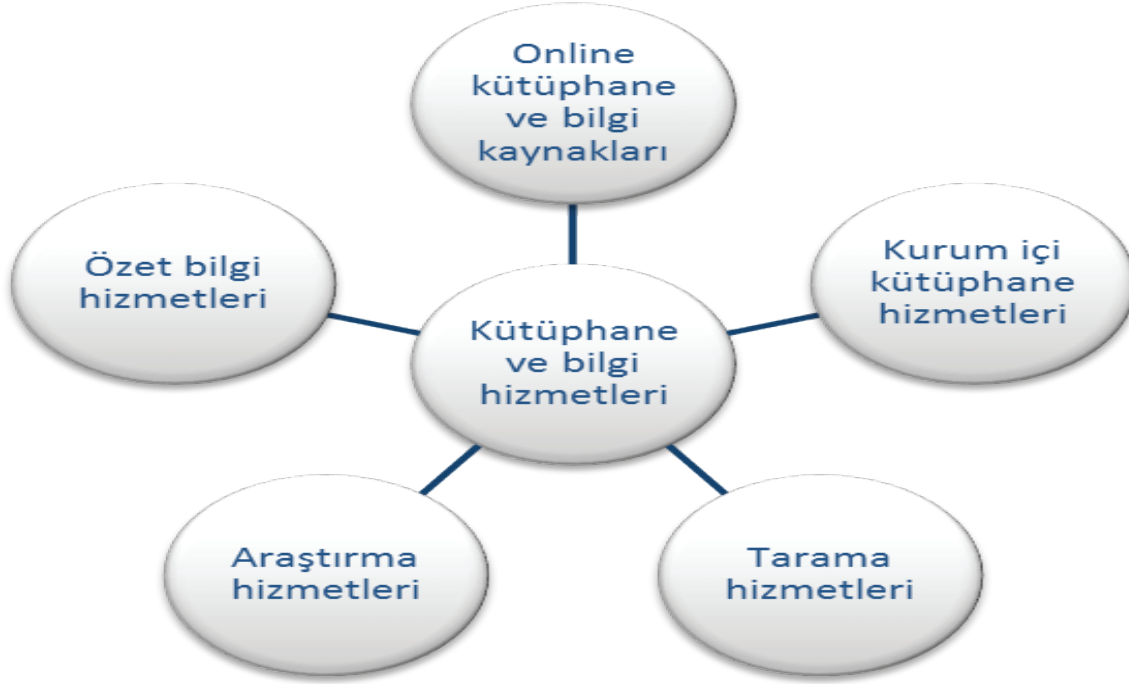 Online
kütüphane
ve bilgi
kaynakları
Özet bilgi
hizmetleri
Kurum içi
kütüphane
hizmetleri
Kütüphane
ve bilgi
hizmetleri
Araştırma
hizmetleri
Tarama
hizmetleri